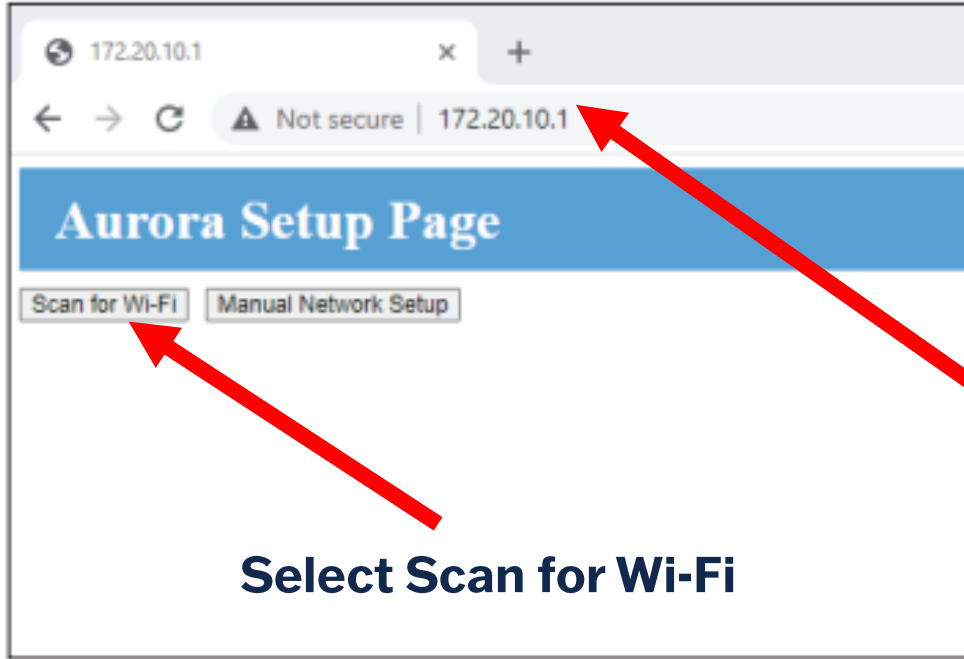 172.20.10.1
Not secure | 172.20.10.1
Aurora Setup Page
Scan for Wi-Fi Manual Network Setup
Select Scan for Wi-Fi